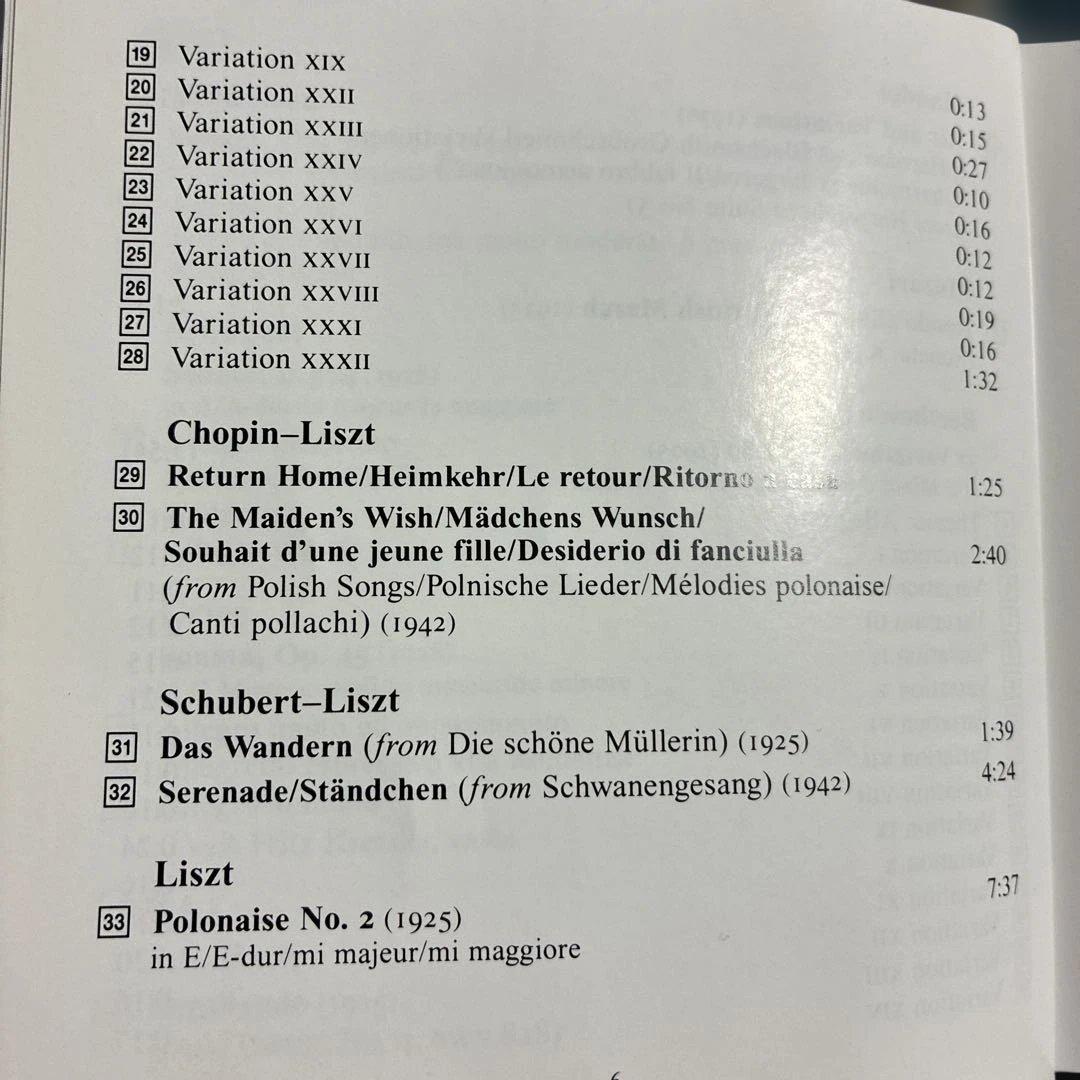 19 Variation XIX 0:13
20 Variation XXII 0:15
21 Variation XXIII 0:27
22 Variation XXIV 0:10
23 Variation XXV 0:16
24 Variation XXVI 0:12
25 Variation XXVII 0:12
26 Variation XXVIII 0:19
27 Variation XXXI 0:16
28 Variation XXXII 1:32
Chopin–Liszt
29 Return Home/Heimkehr/Le retour/Ritorno a casa 1:25
30 The Maiden's Wish/Mädchens Wunsch/
Souhait d'une jeune fille/Desiderio di fanciulla 2:40
(from Polish Songs/Polnische Lieder/Mélodies polonaise/
Canti pollachi) (1942)
Schubert–Liszt
31 Das Wandern (from Die schöne Müllerin) (1925) 1:39
32 Serenade/Ständchen (from Schwanengesang) (1942) 4:24
Liszt
33 Polonaise No. 2 (1925) 7:37
in E/E-dur/mi majeur/mi maggiore